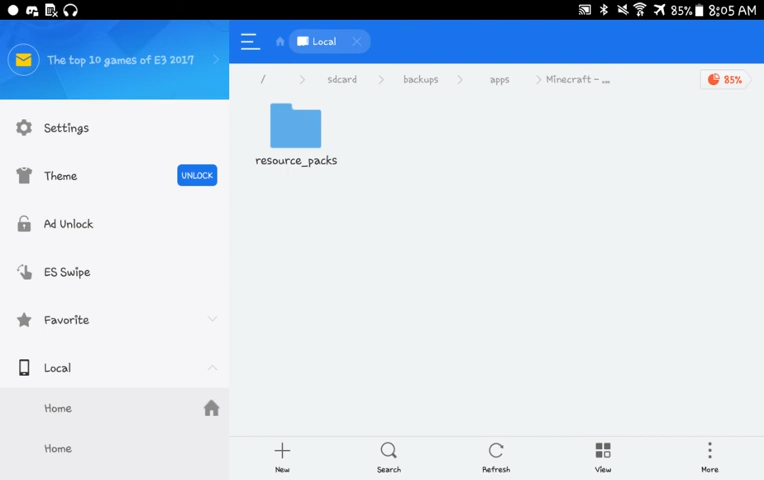 85% 8:05 AM
The top 10 games of E3 2017
Local
/ sdcard backups apps Minecraft - ...
85%
Settings
resource_packs
Theme
UNLOCK
Ad Unlock
ES Swipe
Favorite
Local
Home
Home
New Search Refresh View More